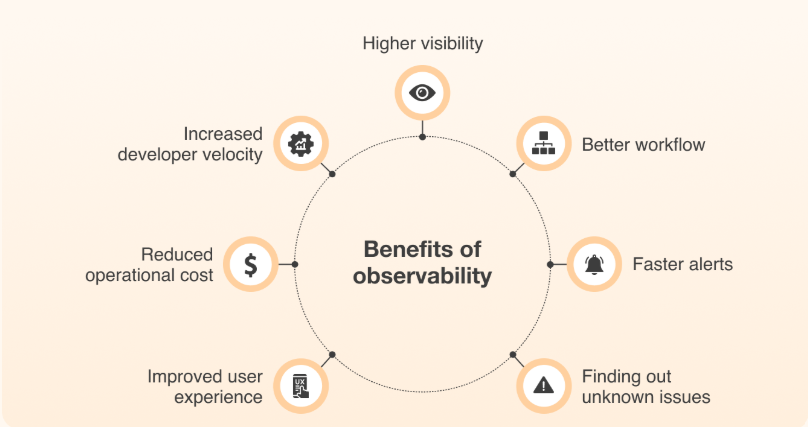 Higher visibility
Increased
developer velocity
Better workflow
Reduced
operational cost
Benefits of
observability
Faster alerts
Improved user
experience
UX
Finding out
unknown issues